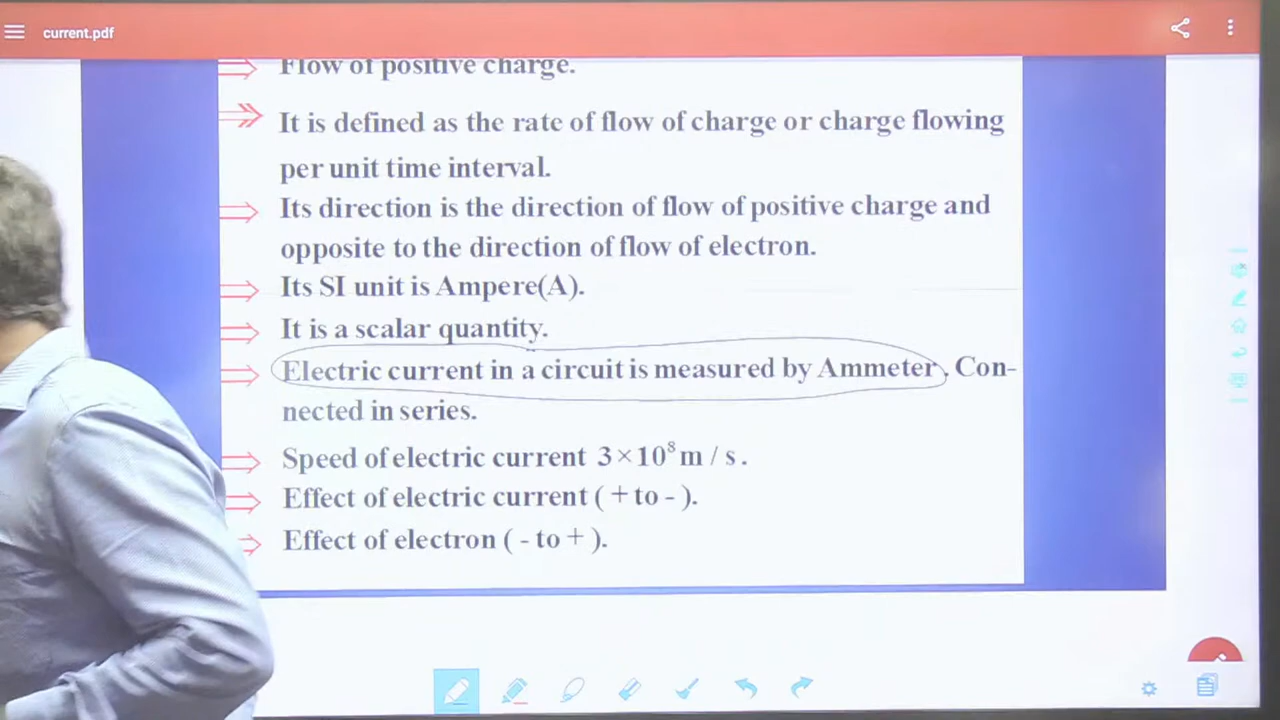 current.pdf
Flow of positive charge.
It is defined as the rate of flow of charge or charge flowing
per unit time interval.
Its direction is the direction of flow of positive charge and
opposite to the direction of flow of electron.
Its SI unit is Ampere(A).
It is a scalar quantity.
Electric current in a circuit is measured by Ammeter, Con-
nected in series.
Speed of electric current 3×10⁸ m / s.
Effect of electric current ( + to - ).
Effect of electron ( - to + ).